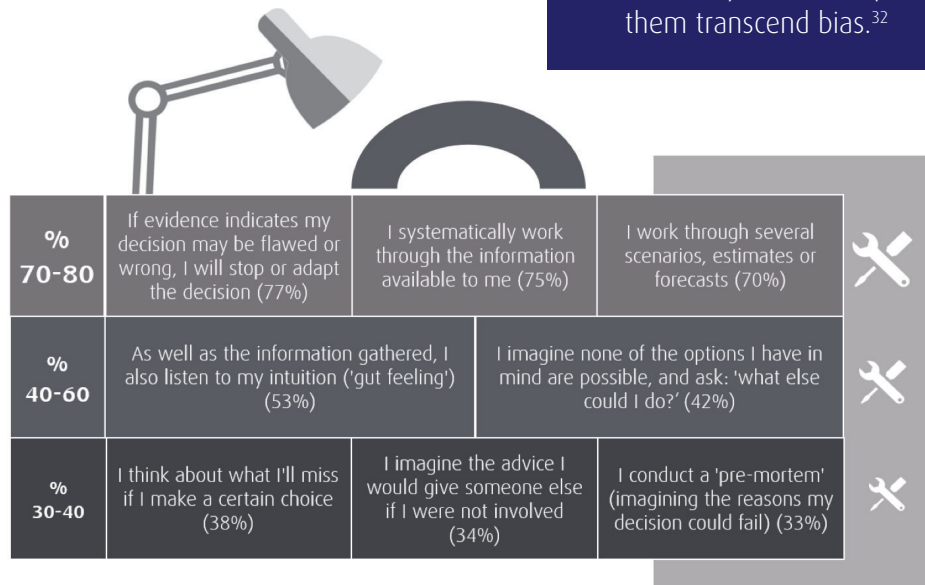 them transcend bias.32
%
70-80
If evidence indicates my
decision may be flawed or
wrong, I will stop or adapt
the decision (77%)
I systematically work
through the information
available to me (75%)
I work through several
scenarios, estimates or
forecasts (70%)
%
40-60
As well as the information gathered, I
also listen to my intuition ('gut feeling')
(53%)
I imagine none of the options I have in
mind are possible, and ask: 'what else
could I do?’ (42%)
%
30-40
I think about what I'll miss
if I make a certain choice
(38%)
I imagine the advice I
would give someone else
if I were not involved
(34%)
I conduct a 'pre-mortem'
(imagining the reasons my
decision could fail) (33%)